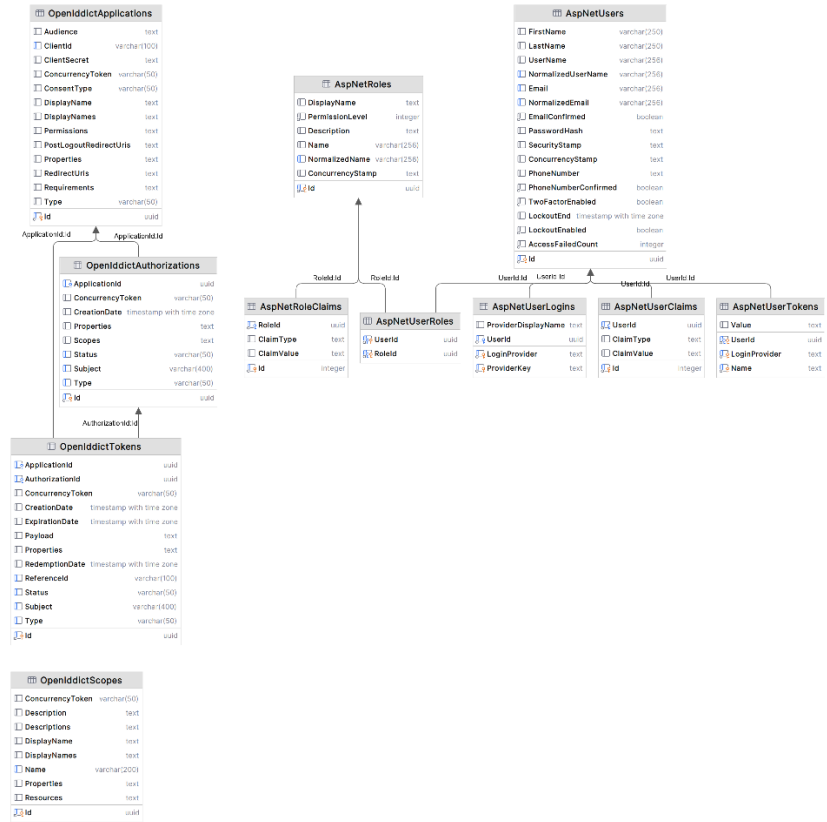 OpenIddictApplications
Audience text
ClientId varchar(100)
ClientSecret text
ConcurrencyToken varchar(50)
ConsentType varchar(50)
DisplayName text
DisplayNames text
Permissions text
PostLogoutRedirectUris text
Properties text
RedirectUris text
Requirements text
Type varchar(50)
Id uuid
ApplicationId:Id
ApplicationId:Id
OpenIddictAuthorizations
ApplicationId uuid
ConcurrencyToken varchar(50)
CreationDate timestamp with time zone
Properties text
Scopes text
Status varchar(50)
Subject varchar(400)
Type varchar(50)
Id uuid
AuthorizationId:Id
OpenIddictTokens
ApplicationId uuid
AuthorizationId uuid
ConcurrencyToken varchar(50)
CreationDate timestamp with time zone
ExpirationDate timestamp with time zone
Payload text
Properties text
RedemptionDate timestamp with time zone
ReferenceId varchar(100)
Status varchar(50)
Subject varchar(400)
Type varchar(50)
Id uuid
OpenIddictScopes
ConcurrencyToken varchar(50)
Description text
Descriptions text
DisplayName text
DisplayNames text
Name varchar(200)
Properties text
Resources text
Id uuid
AspNetRoles
DisplayName text
PermissionLevel integer
Description text
Name varchar(256)
NormalizedName varchar(256)
ConcurrencyStamp text
Id uuid
RoleId:Id
RoleId:Id
AspNetRoleClaims
RoleId uuid
ClaimType text
ClaimValue text
Id integer
AspNetUserRoles
UserId uuid
RoleId uuid
AspNetUsers
FirstName varchar(250)
LastName varchar(250)
UserName varchar(256)
NormalizedUserName varchar(256)
Email varchar(256)
NormalizedEmail varchar(256)
EmailConfirmed boolean
PasswordHash text
SecurityStamp text
ConcurrencyStamp text
PhoneNumber text
PhoneNumberConfirmed boolean
TwoFactorEnabled boolean
LockoutEnd timestamp with time zone
LockoutEnabled boolean
AccessFailedCount integer
Id uuid
UserId:Id
UserId:Id
UserId:Id
UserId:Id
AspNetUserLogins
ProviderDisplayName text
UserId uuid
LoginProvider text
ProviderKey text
AspNetUserClaims
UserId uuid
ClaimType text
ClaimValue text
Id integer
AspNetUserTokens
Value text
UserId uuid
LoginProvider text
Name text